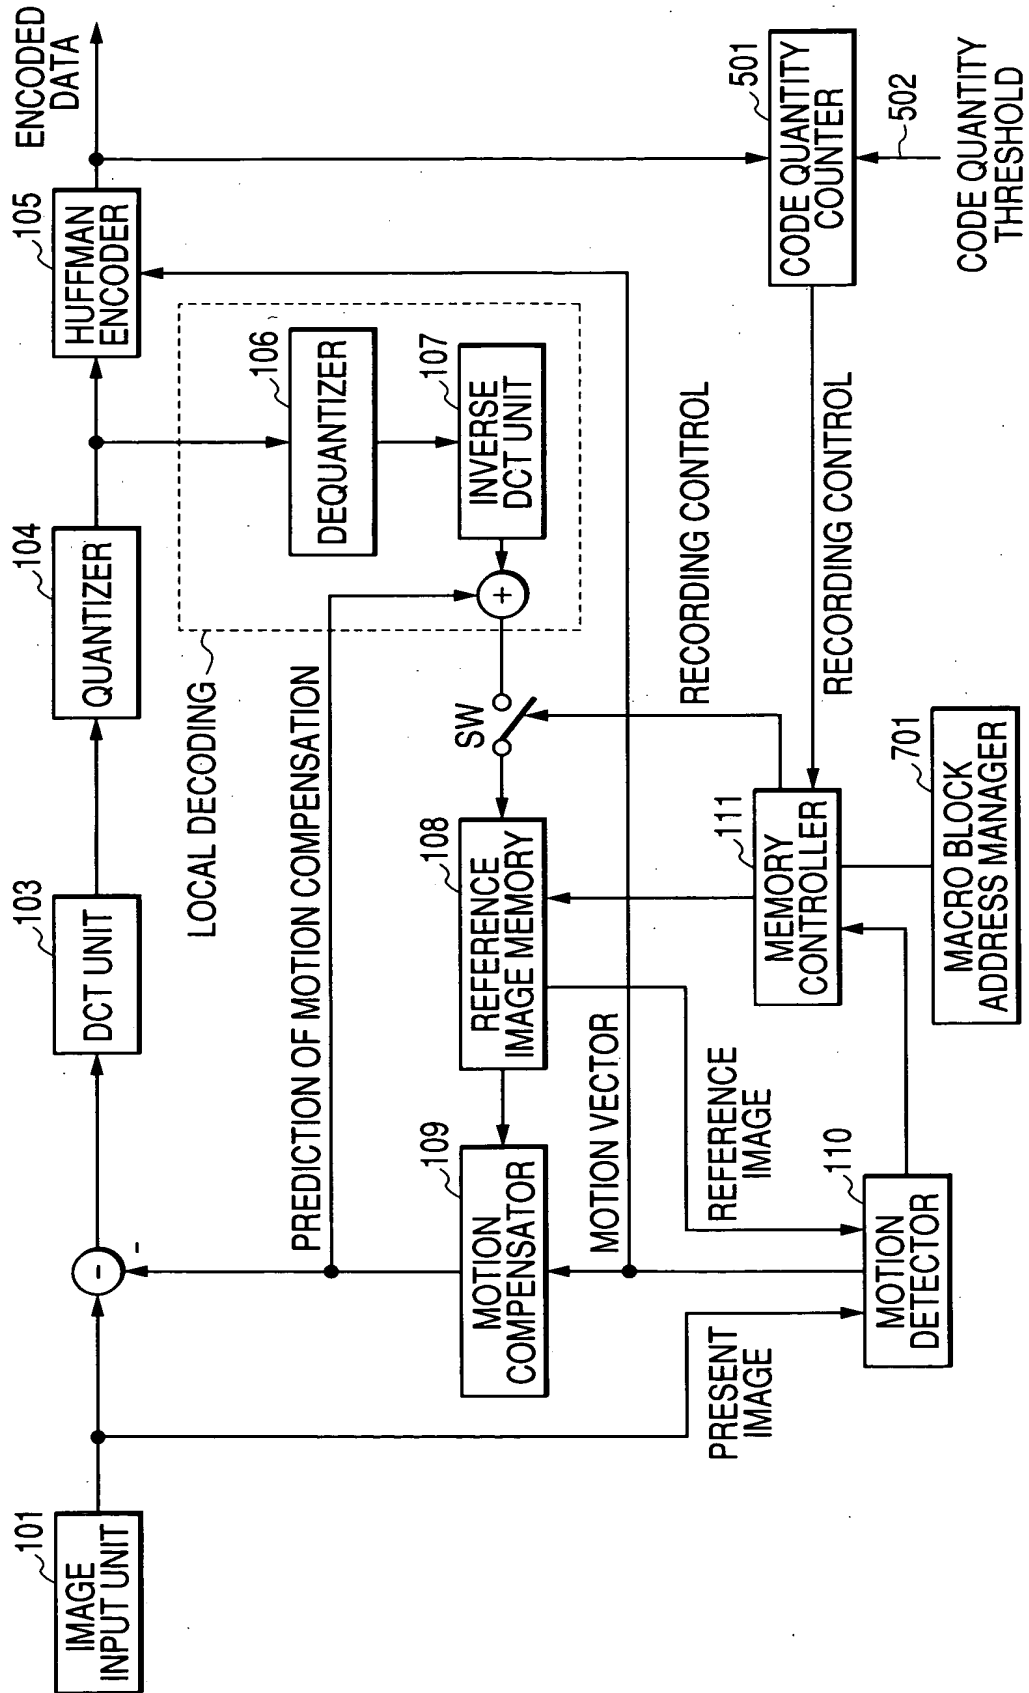 101
IMAGE
INPUT UNIT
-
-
103
DCT UNIT
104
QUANTIZER
105
HUFFMAN
ENCODER
ENCODED
DATA
LOCAL DECODING
106
DEQUANTIZER
107
INVERSE
DCT UNIT
+
PREDICTION OF MOTION COMPENSATION
SW
109
MOTION
COMPENSATOR
108
REFERENCE
IMAGE MEMORY
MOTION VECTOR
RECORDING CONTROL
PRESENT
IMAGE
REFERENCE
IMAGE
110
MOTION
DETECTOR
111
MEMORY
CONTROLLER
RECORDING CONTROL
501
CODE QUANTITY
COUNTER
701
MACRO BLOCK
ADDRESS MANAGER
502
CODE QUANTITY
THRESHOLD